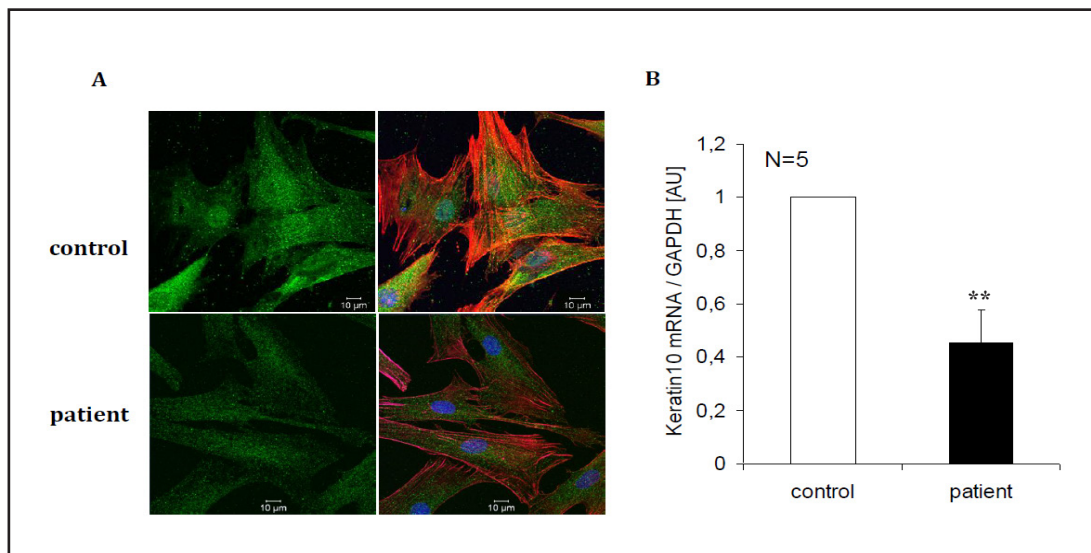 A
control
10 µm
10 µm
patient
10 µm
10 µm
B
Keratin10 mRNA / GAPDH [AU]
1,2
1
0,8
0,6
0,4
0,2
0
N=5
**
control
patient